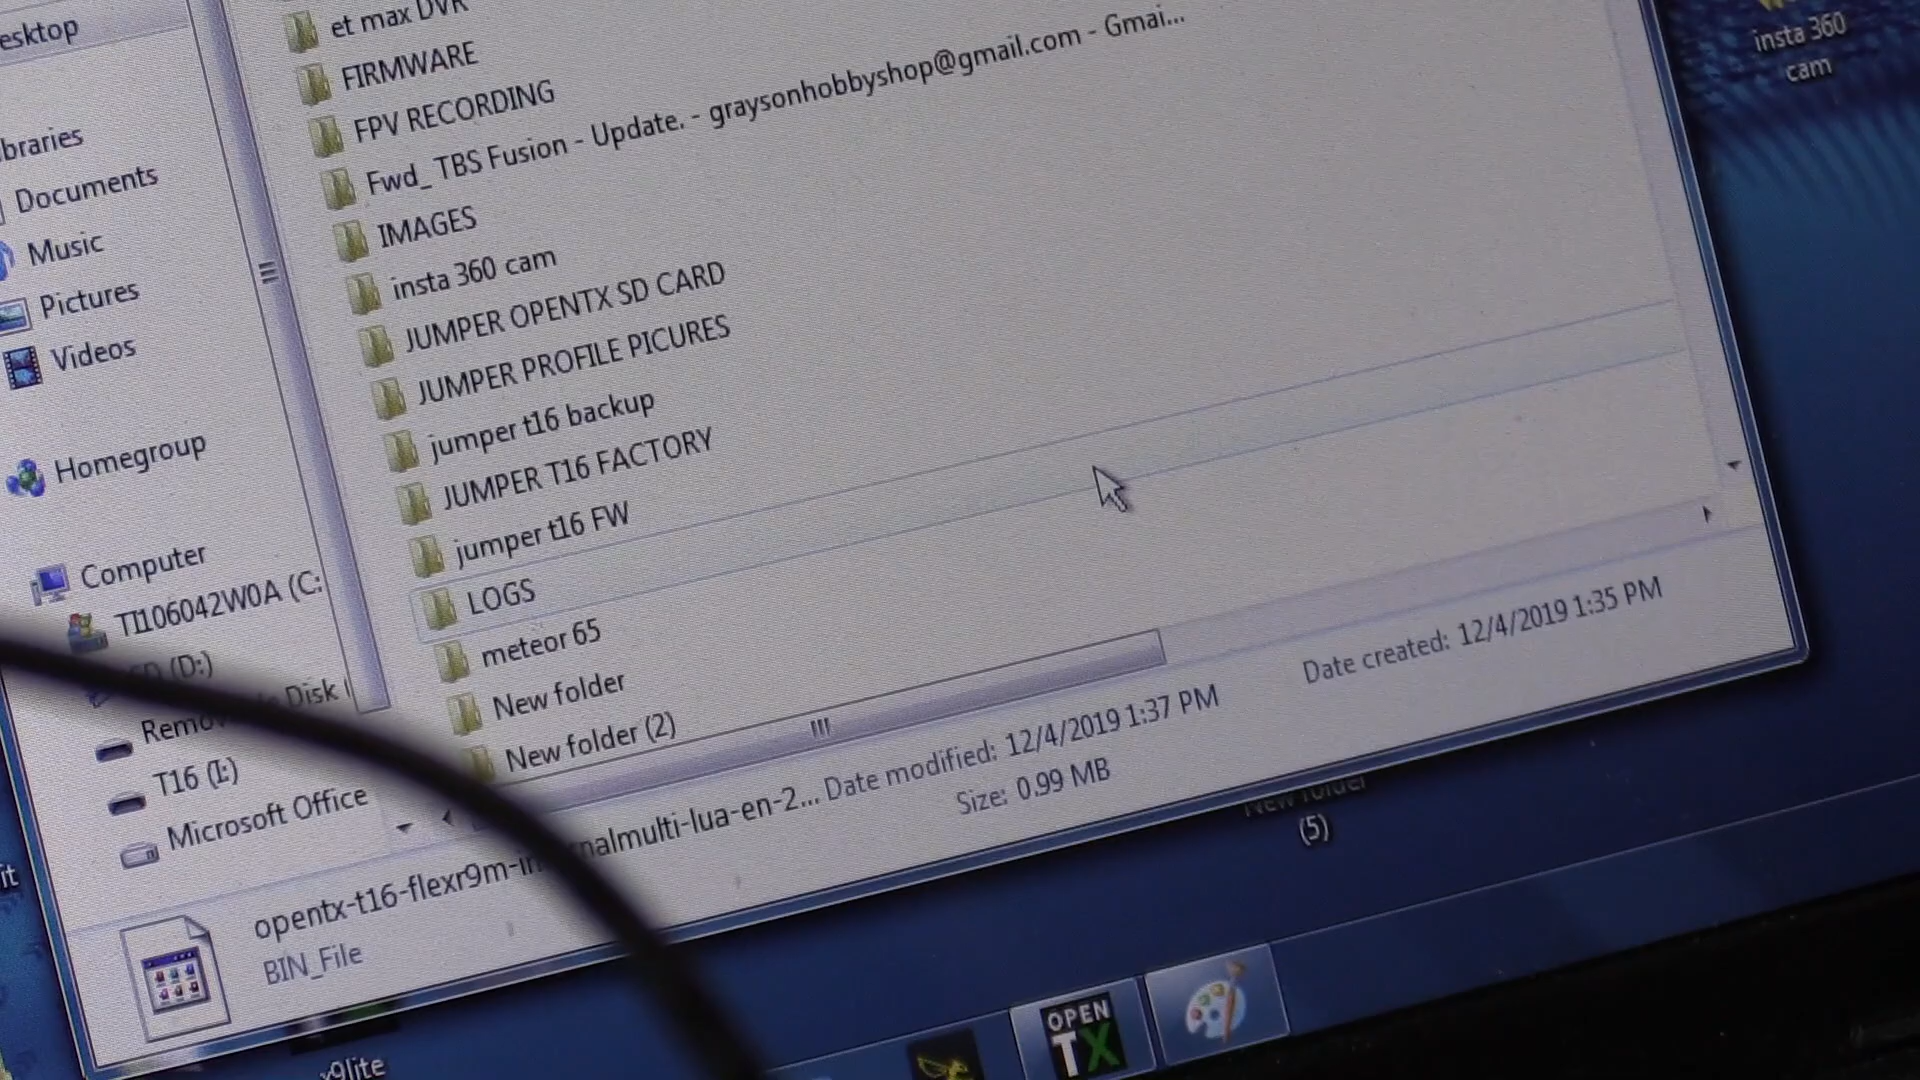 esktop
braries
Documents
Music
Pictures
Videos
Homegroup
Computer
TI106042W0A (C:
(D:)
Disk
T16 (I:)
Microsoft Office
et max DVR
FIRMWARE
FPV RECORDING
Fwd_ TBS Fusion - Update. - graysonhobbyshop@gmail.com - Gmai...
IMAGES
insta 360 cam
JUMPER OPENTX SD CARD
JUMPER PROFILE PICURES
jumper t16 backup
JUMPER T16 FACTORY
jumper t16 FW
LOGS
meteor 65
New folder
New folder (2)
opentx-t16-flexr9m-in nalmulti-lua-en-2... Date modified: 12/4/2019 1:37 PM
Date created: 12/4/2019 1:35 PM
BIN_File
Size: 0.99 MB
insta 360
cam
New folder
(5)
it
x9lite
OPEN
TX